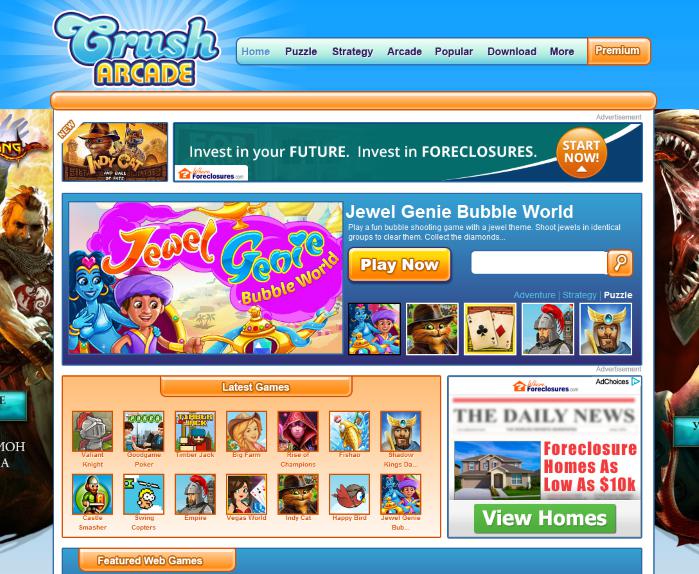 Crush
ARCADE
Home Puzzle Strategy Arcade Popular Download More Premium
Advertisement
NEW
INDY CAT
Invest in your FUTURE. Invest in FORECLOSURES.
START
NOW!
Where
Foreclosures.com
Jewel Genie
Bubble World
Jewel Genie Bubble World
Play a fun bubble shooting game with a jewel theme. Shoot jewels in identical
groups to clear them. Collect the diamonds...
Play Now
Adventure | Strategy | Puzzle
Advertisement
Latest Games
Valiant
Knight
Goodgame
Poker
Timber Jack
Big Farm
Rise of
Champions
Fishao
Shadow
Kings Da...
Castle
Smasher
Swing
Copters
Empire
Vegas World
Indy Cat
Happy Bird
Jewel Genie
Bub...
Where
Foreclosures.com
AdChoices
THE DAILY NEWS
Foreclosure
Homes As
Low As $10k
View Homes
Featured Web Games
МОН
А